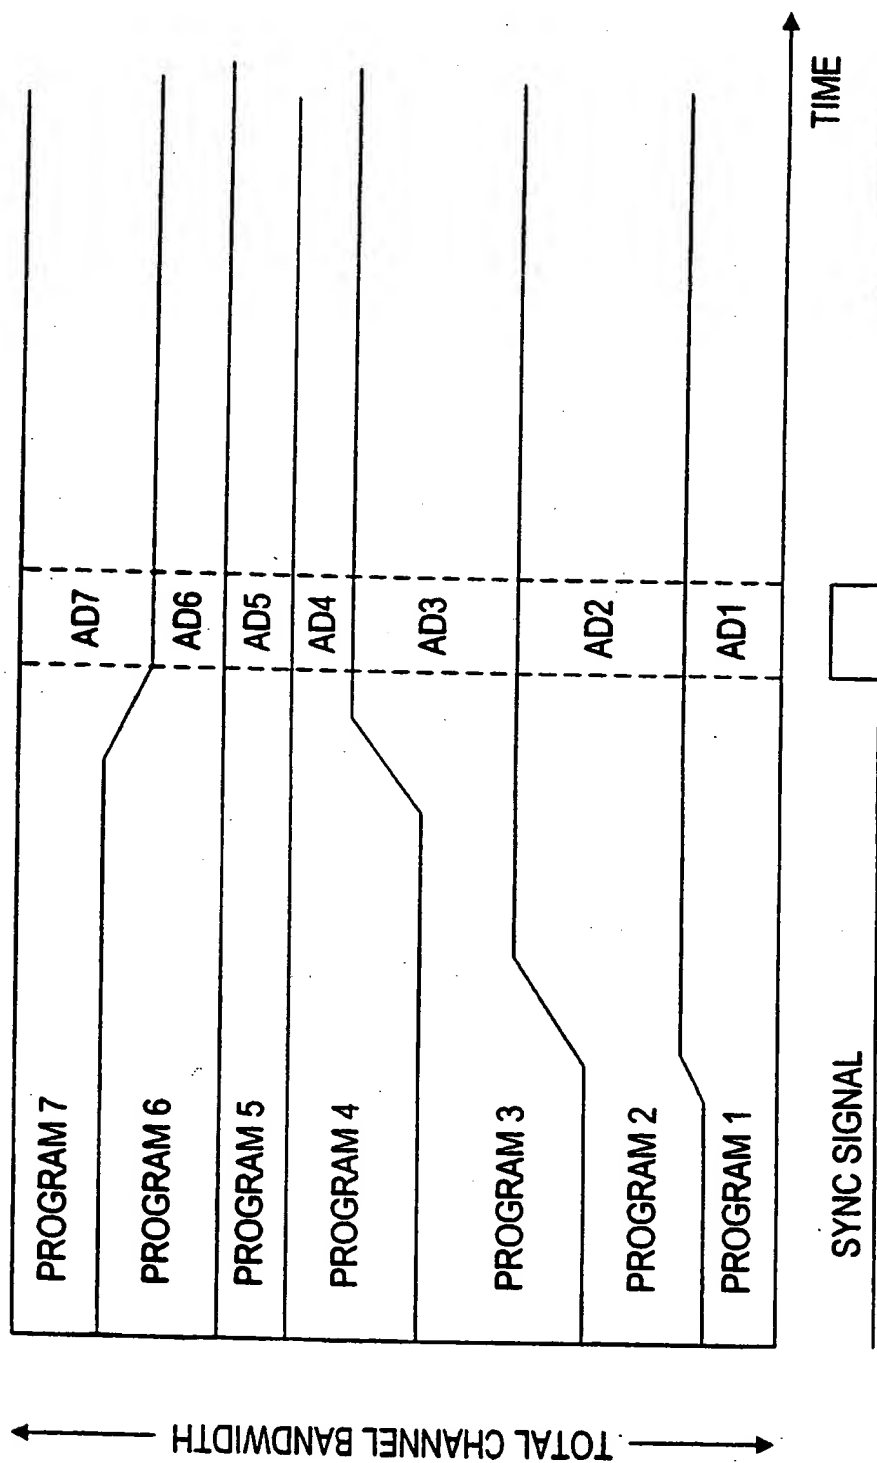 TOTAL CHANNEL BANDWIDTH
PROGRAM 7
AD7
PROGRAM 6
AD6
PROGRAM 5
AD5
PROGRAM 4
AD4
PROGRAM 3
AD3
PROGRAM 2
AD2
PROGRAM 1
AD1
TIME
SYNC SIGNAL